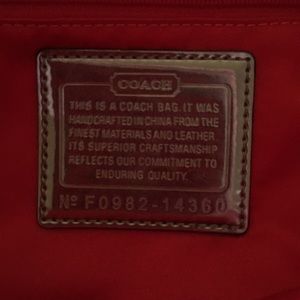 COACH
THIS IS A COACH BAG. IT WAS
HANDCRAFTED IN CHINA FROM THE
FINEST MATERIALS AND LEATHER
ITS SUPERIOR CRAFTSMANSHIP
REFLECTS OUR COMMITMENT TO
ENDURING QUALITY.
Nº F0982-14360